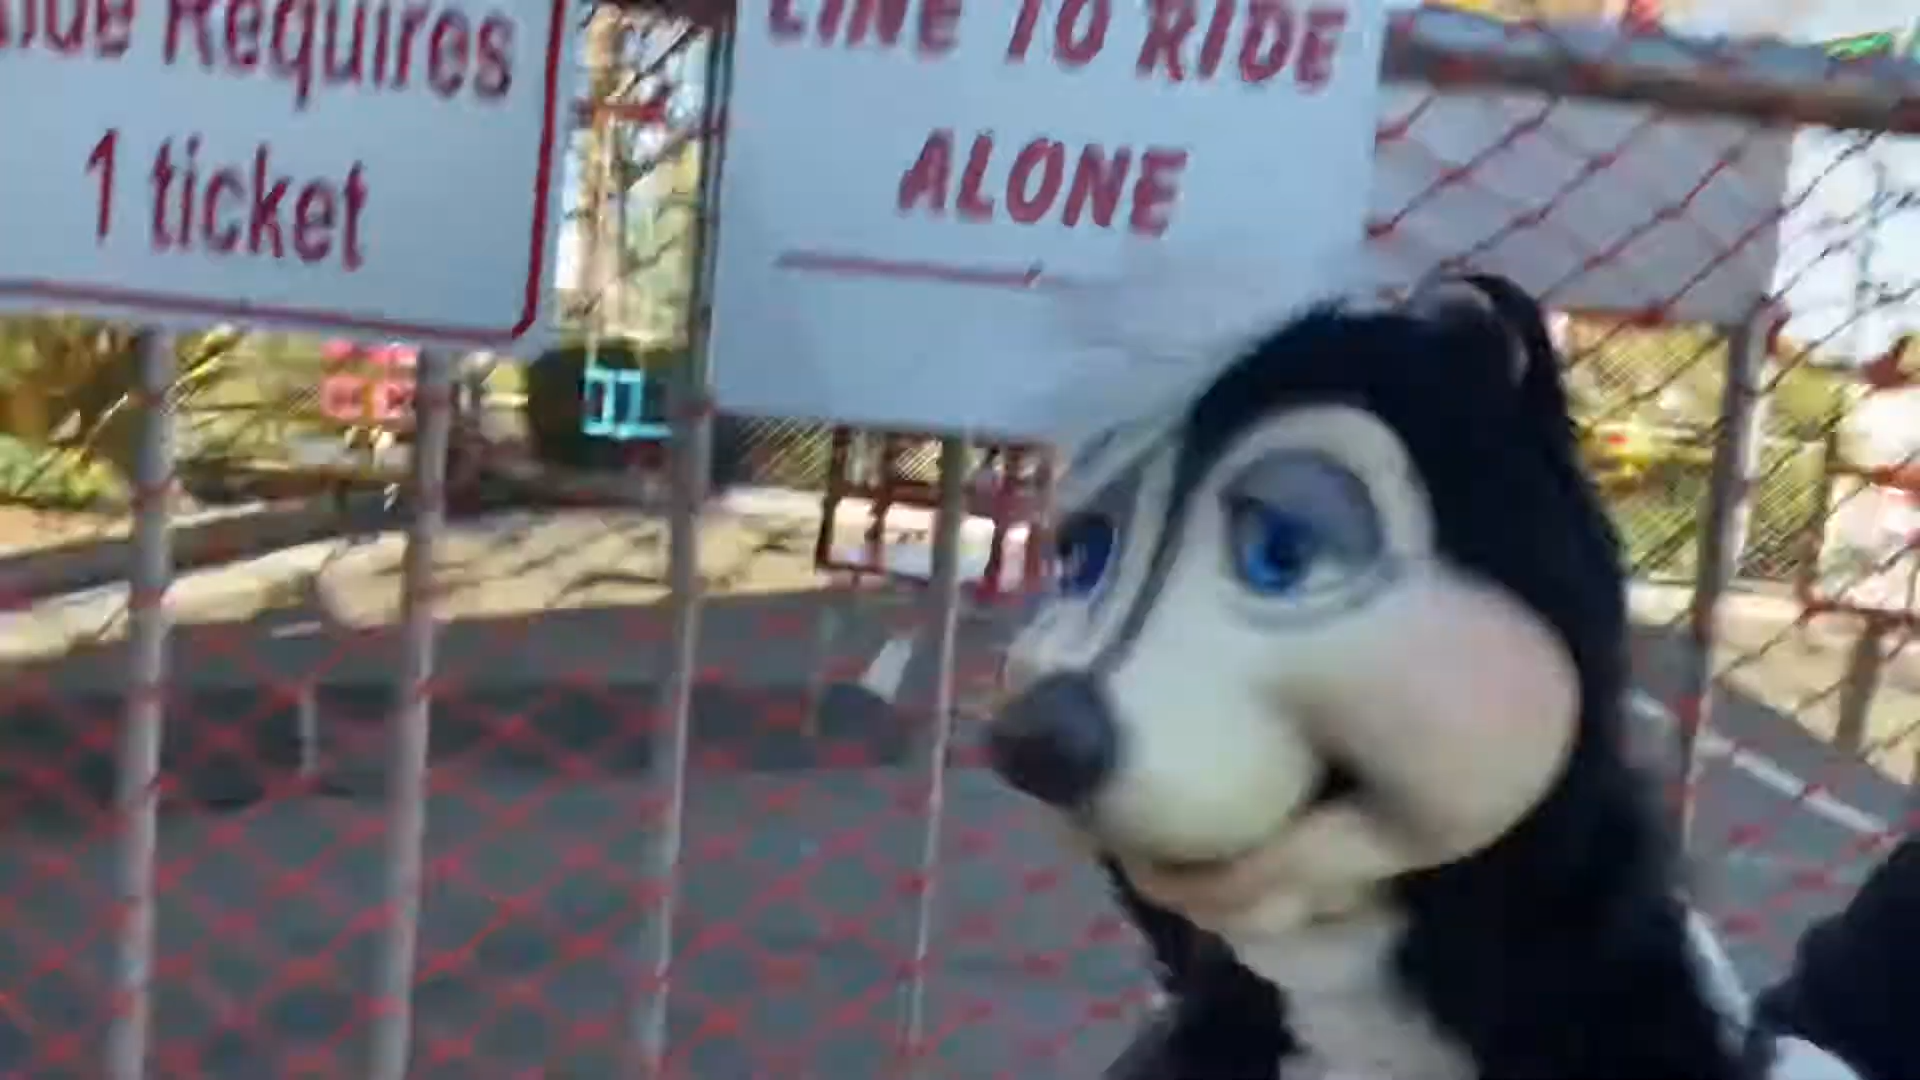 Requires
1 ticket
LINE TO RIDE
ALONE